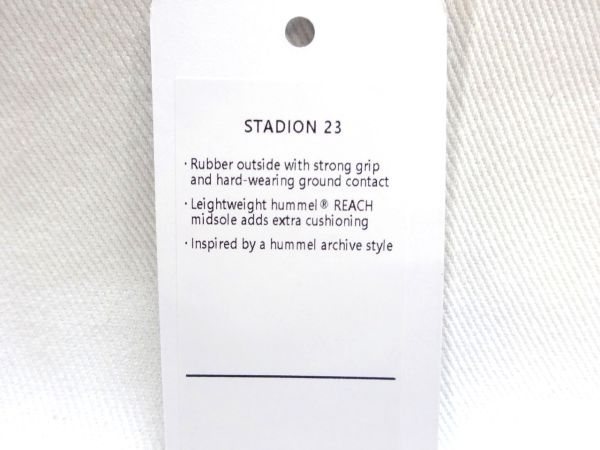 STADION 23
· Rubber outside with strong grip
and hard-wearing ground contact
· Leightweight hummel® REACH
midsole adds extra cushioning
· Inspired by a hummel archive style